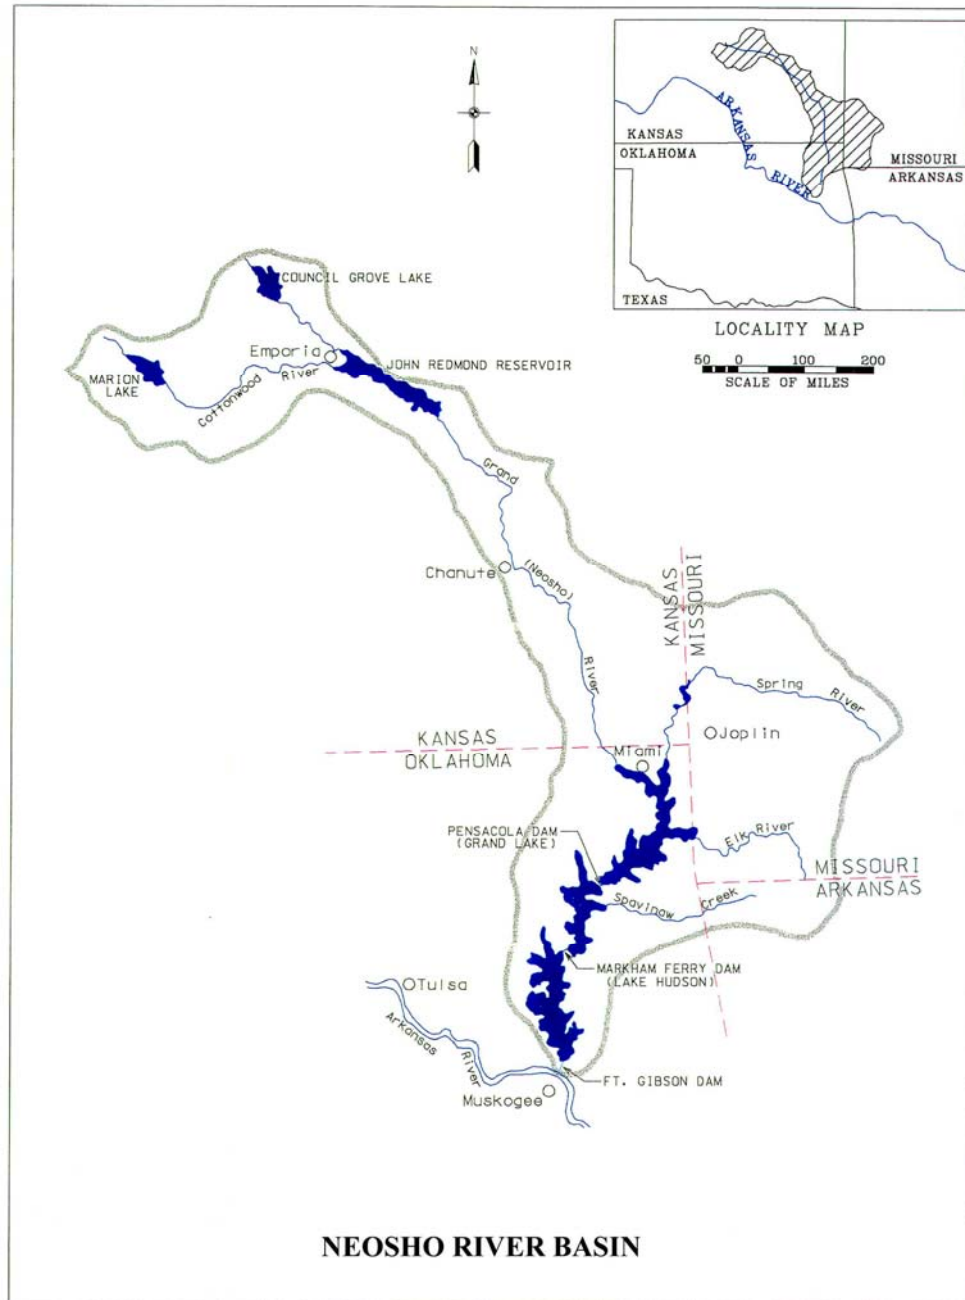 N
KANSAS
OKLAHOMA
MISSOURI
ARKANSAS
ARKANSAS
RIVER
TEXAS
LOCALITY MAP
50 0 100 200
SCALE OF MILES
COUNCIL GROVE LAKE
Emporia
JOHN REDMOND RESERVOIR
MARION
LAKE
Cottonwood River
Grand
Chanute
(Neosho)
River
KANSAS
MISSOURI
Spring River
KANSAS
OKLAHOMA
Joplin
Miami
PENSACOLA DAM
(GRAND LAKE)
Elk River
MISSOURI
ARKANSAS
Spavinaw Creek
MARKHAM FERRY DAM
(LAKE HUDSON)
Tulsa
Arkansas River
FT. GIBSON DAM
Muskogee
NEOSHO RIVER BASIN